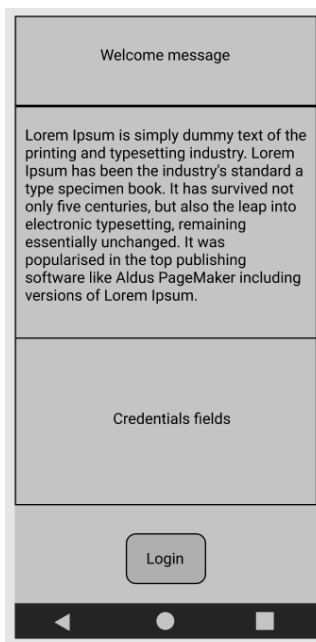 Welcome message
Lorem Ipsum is simply dummy text of the
printing and typesetting industry. Lorem
Ipsum has been the industry's standard a
type specimen book. It has survived not
only five centuries, but also the leap into
electronic typesetting, remaining
essentially unchanged. It was
popularised in the top publishing
software like Aldus PageMaker including
versions of Lorem Ipsum.
Credentials fields
Login